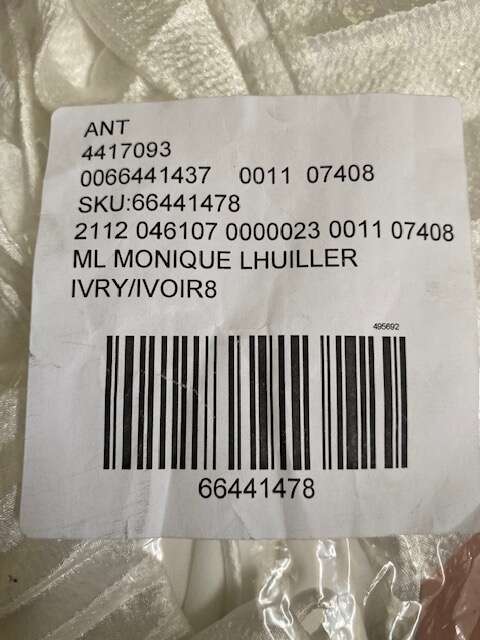 ANT
4417093
0066441437 0011 07408
SKU:66441478
2112 046107 0000023 0011 07408
ML MONIQUE LHUILLER
IVRY/IVOIR8
495692
66441478